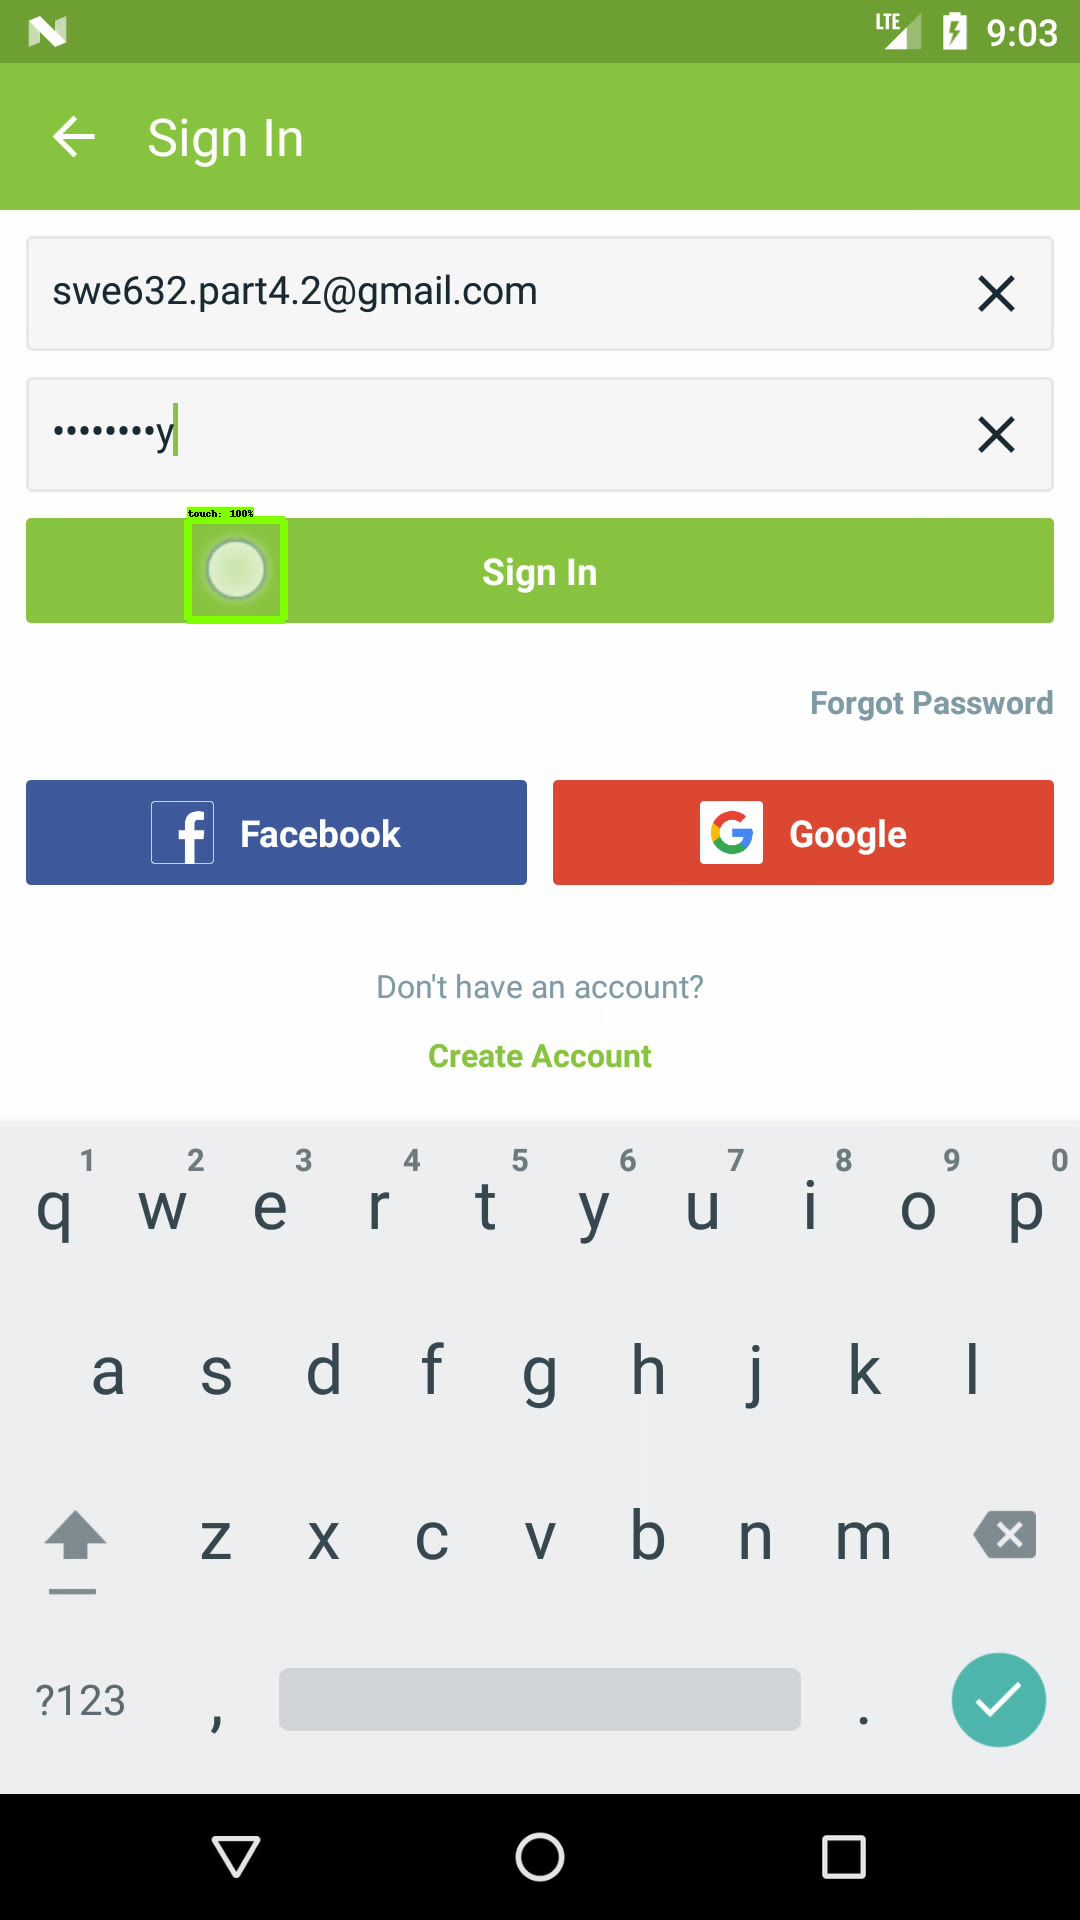 LTE 9:03
Sign In
swe632.part4.2@gmail.com
••••••••y
touch: 100%
Sign In
Forgot Password
Facebook
Google
Don't have an account?
Create Account
1 2 3 4 5 6 7 8 9 0
q w e r t y u i o p
a s d f g h j k l
z x c v b n m
?123 , .